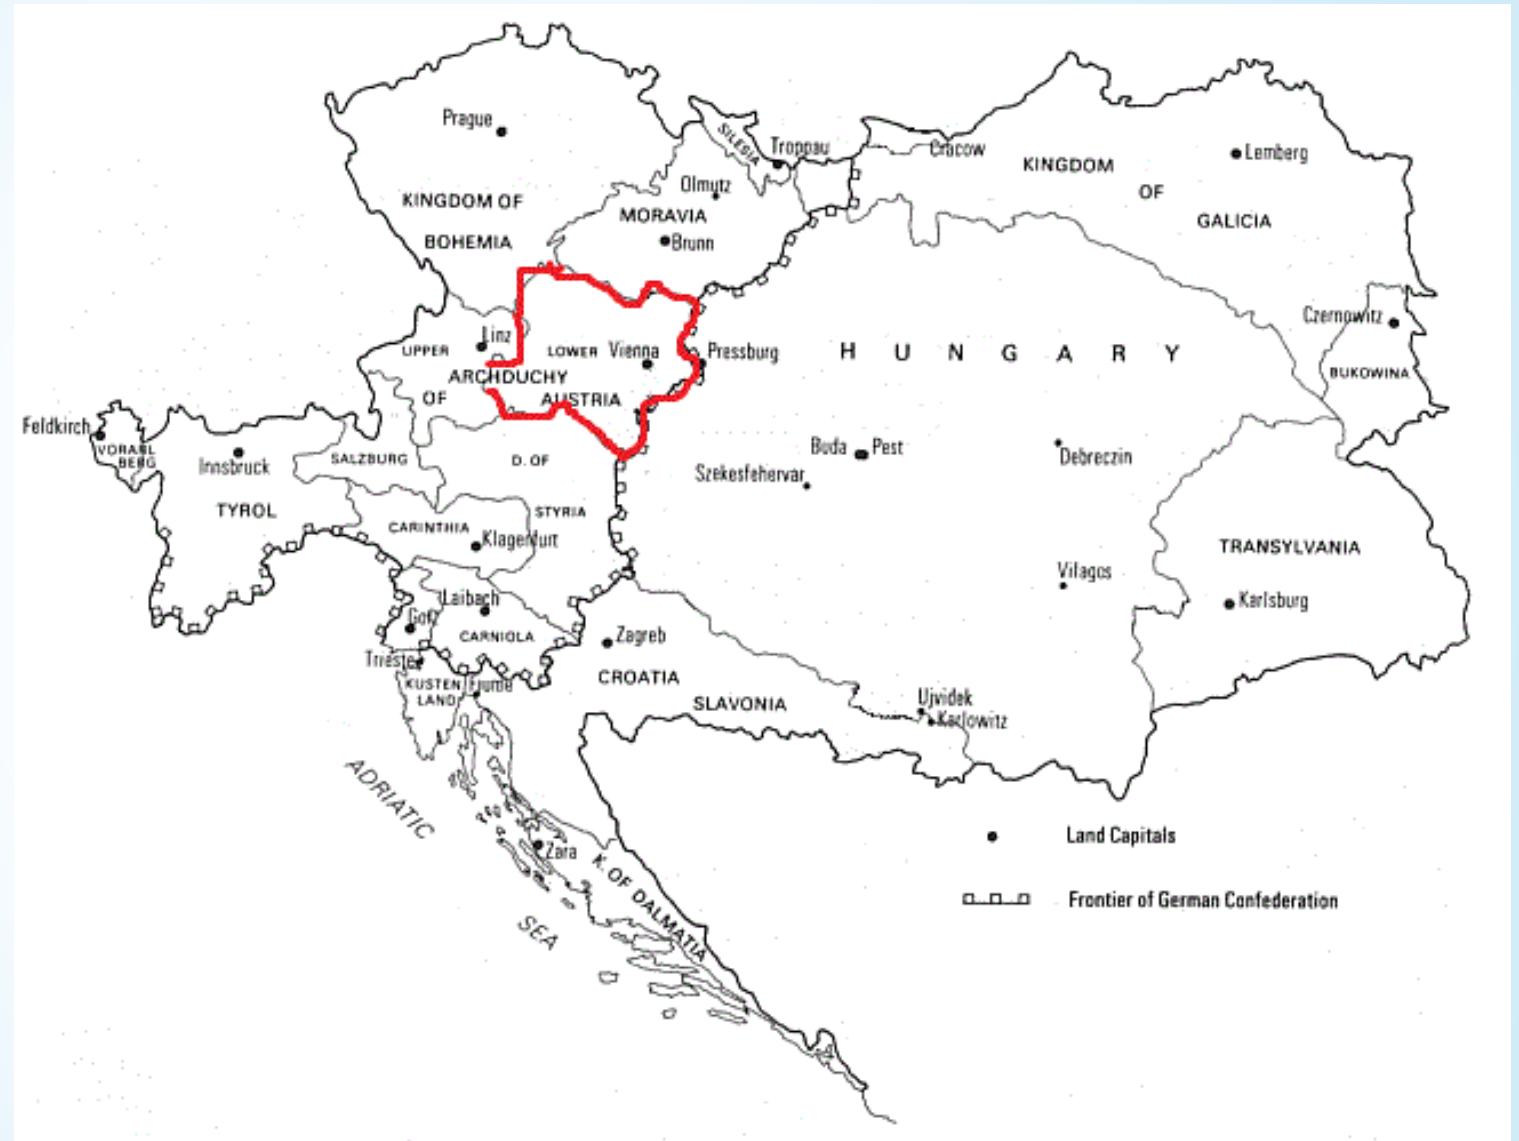 Prague
KINGDOM OF
BOHEMIA
SILESIA
Troppau
Olmutz
MORAVIA
Brunn
Cracow
KINGDOM
OF
GALICIA
Lemberg
Czernowitz
BUKOWINA
Linz
UPPER
LOWER
Vienna
ARCHDUCHY
OF
AUSTRIA
Pressburg
HUNGARY
Feldkirch
VORARL
BERG
Innsbruck
TYROL
SALZBURG
D. OF
STYRIA
CARINTHIA
Klagenfurt
Buda
Pest
Szekesfehervar
Debreczin
Vilagos
TRANSYLVANIA
Karlsburg
Laibach
CARNIOLA
Trieste
KUSTEN
LAND
Fiume
Zagreb
CROATIA
SLAVONIA
Ujvidek
Karlowitz
ADRIATIC
SEA
Zara
K. OF DALMATIA
Land Capitals
Frontier of German Confederation